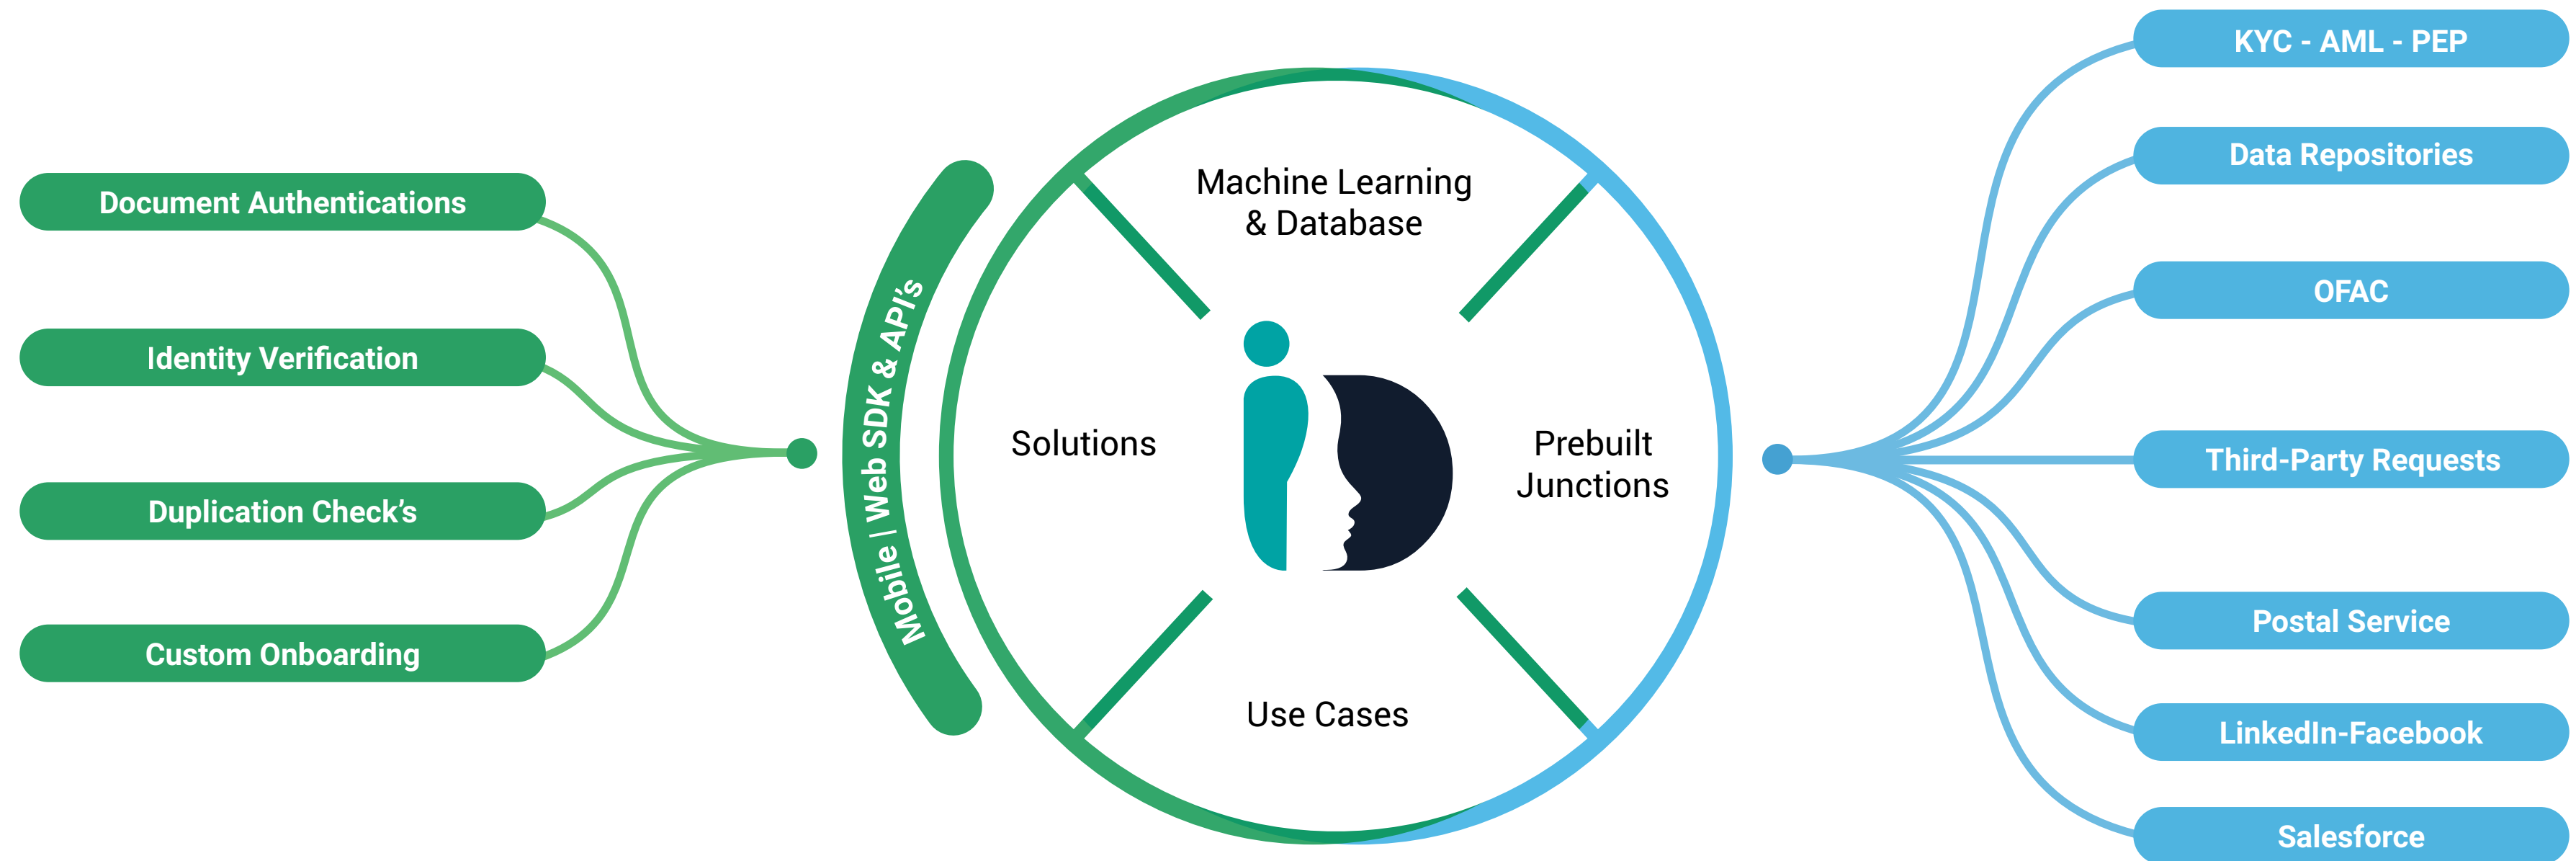 Document Authentications
Identity Verification
Duplication Check’s
Custom Onboarding
Mobile | Web SDK & API’s
Machine Learning
& Database
Solutions
Prebuilt
Junctions
Use Cases
KYC - AML - PEP
Data Repositories
OFAC
Third-Party Requests
Postal Service
LinkedIn-Facebook
Salesforce